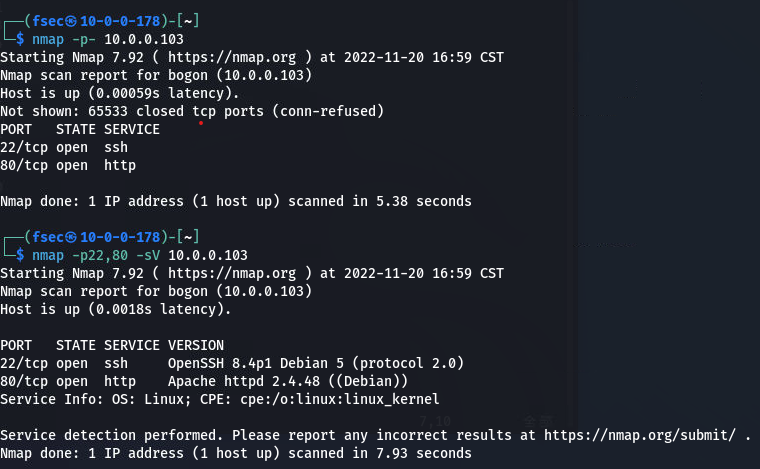 ┌──(fsec㉿10-0-0-178)-[~]
└─$ nmap -p- 10.0.0.103
Starting Nmap 7.92 ( https://nmap.org ) at 2022-11-20 16:59 CST
Nmap scan report for bogon (10.0.0.103)
Host is up (0.00059s latency).
Not shown: 65533 closed tcp ports (conn-refused)
PORT   STATE SERVICE
22/tcp open  ssh
80/tcp open  http
Nmap done: 1 IP address (1 host up) scanned in 5.38 seconds
┌──(fsec㉿10-0-0-178)-[~]
└─$ nmap -p22,80 -sV 10.0.0.103
Starting Nmap 7.92 ( https://nmap.org ) at 2022-11-20 16:59 CST
Nmap scan report for bogon (10.0.0.103)
Host is up (0.0018s latency).
PORT   STATE SERVICE VERSION
22/tcp open  ssh     OpenSSH 8.4p1 Debian 5 (protocol 2.0)
80/tcp open  http    Apache httpd 2.4.48 ((Debian))
Service Info: OS: Linux; CPE: cpe:/o:linux:linux_kernel
Service detection performed. Please report any incorrect results at https://nmap.org/submit/ .
Nmap done: 1 IP address (1 host up) scanned in 7.93 seconds